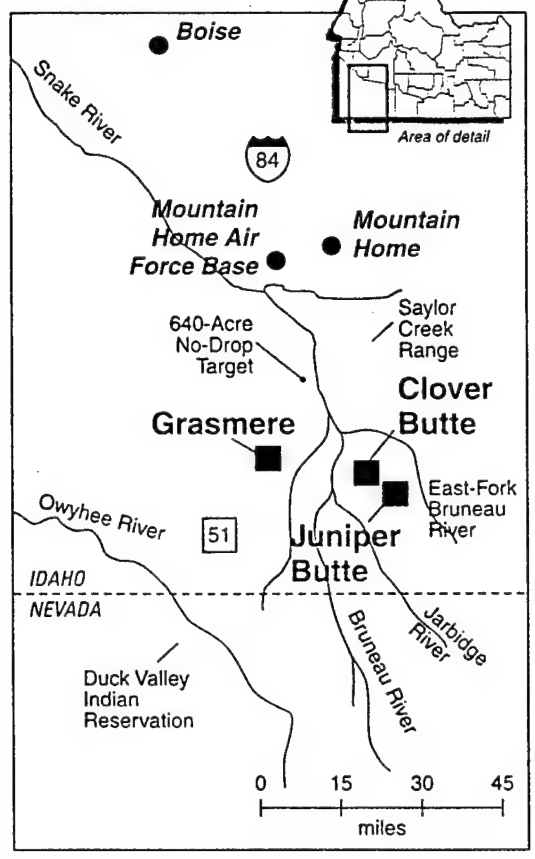 Boise
Area of detail
Snake River
84
Mountain
Home Air
Force Base
Mountain
Home
640-Acre
No-Drop
Target
Saylor
Creek
Range
Clover
Butte
Grasmere
East-Fork
Bruneau
River
Owyhee River
51
Juniper
Butte
IDAHO
NEVADA
Jarbidge
River
Bruneau River
Duck Valley
Indian
Reservation
0 15 30 45
miles